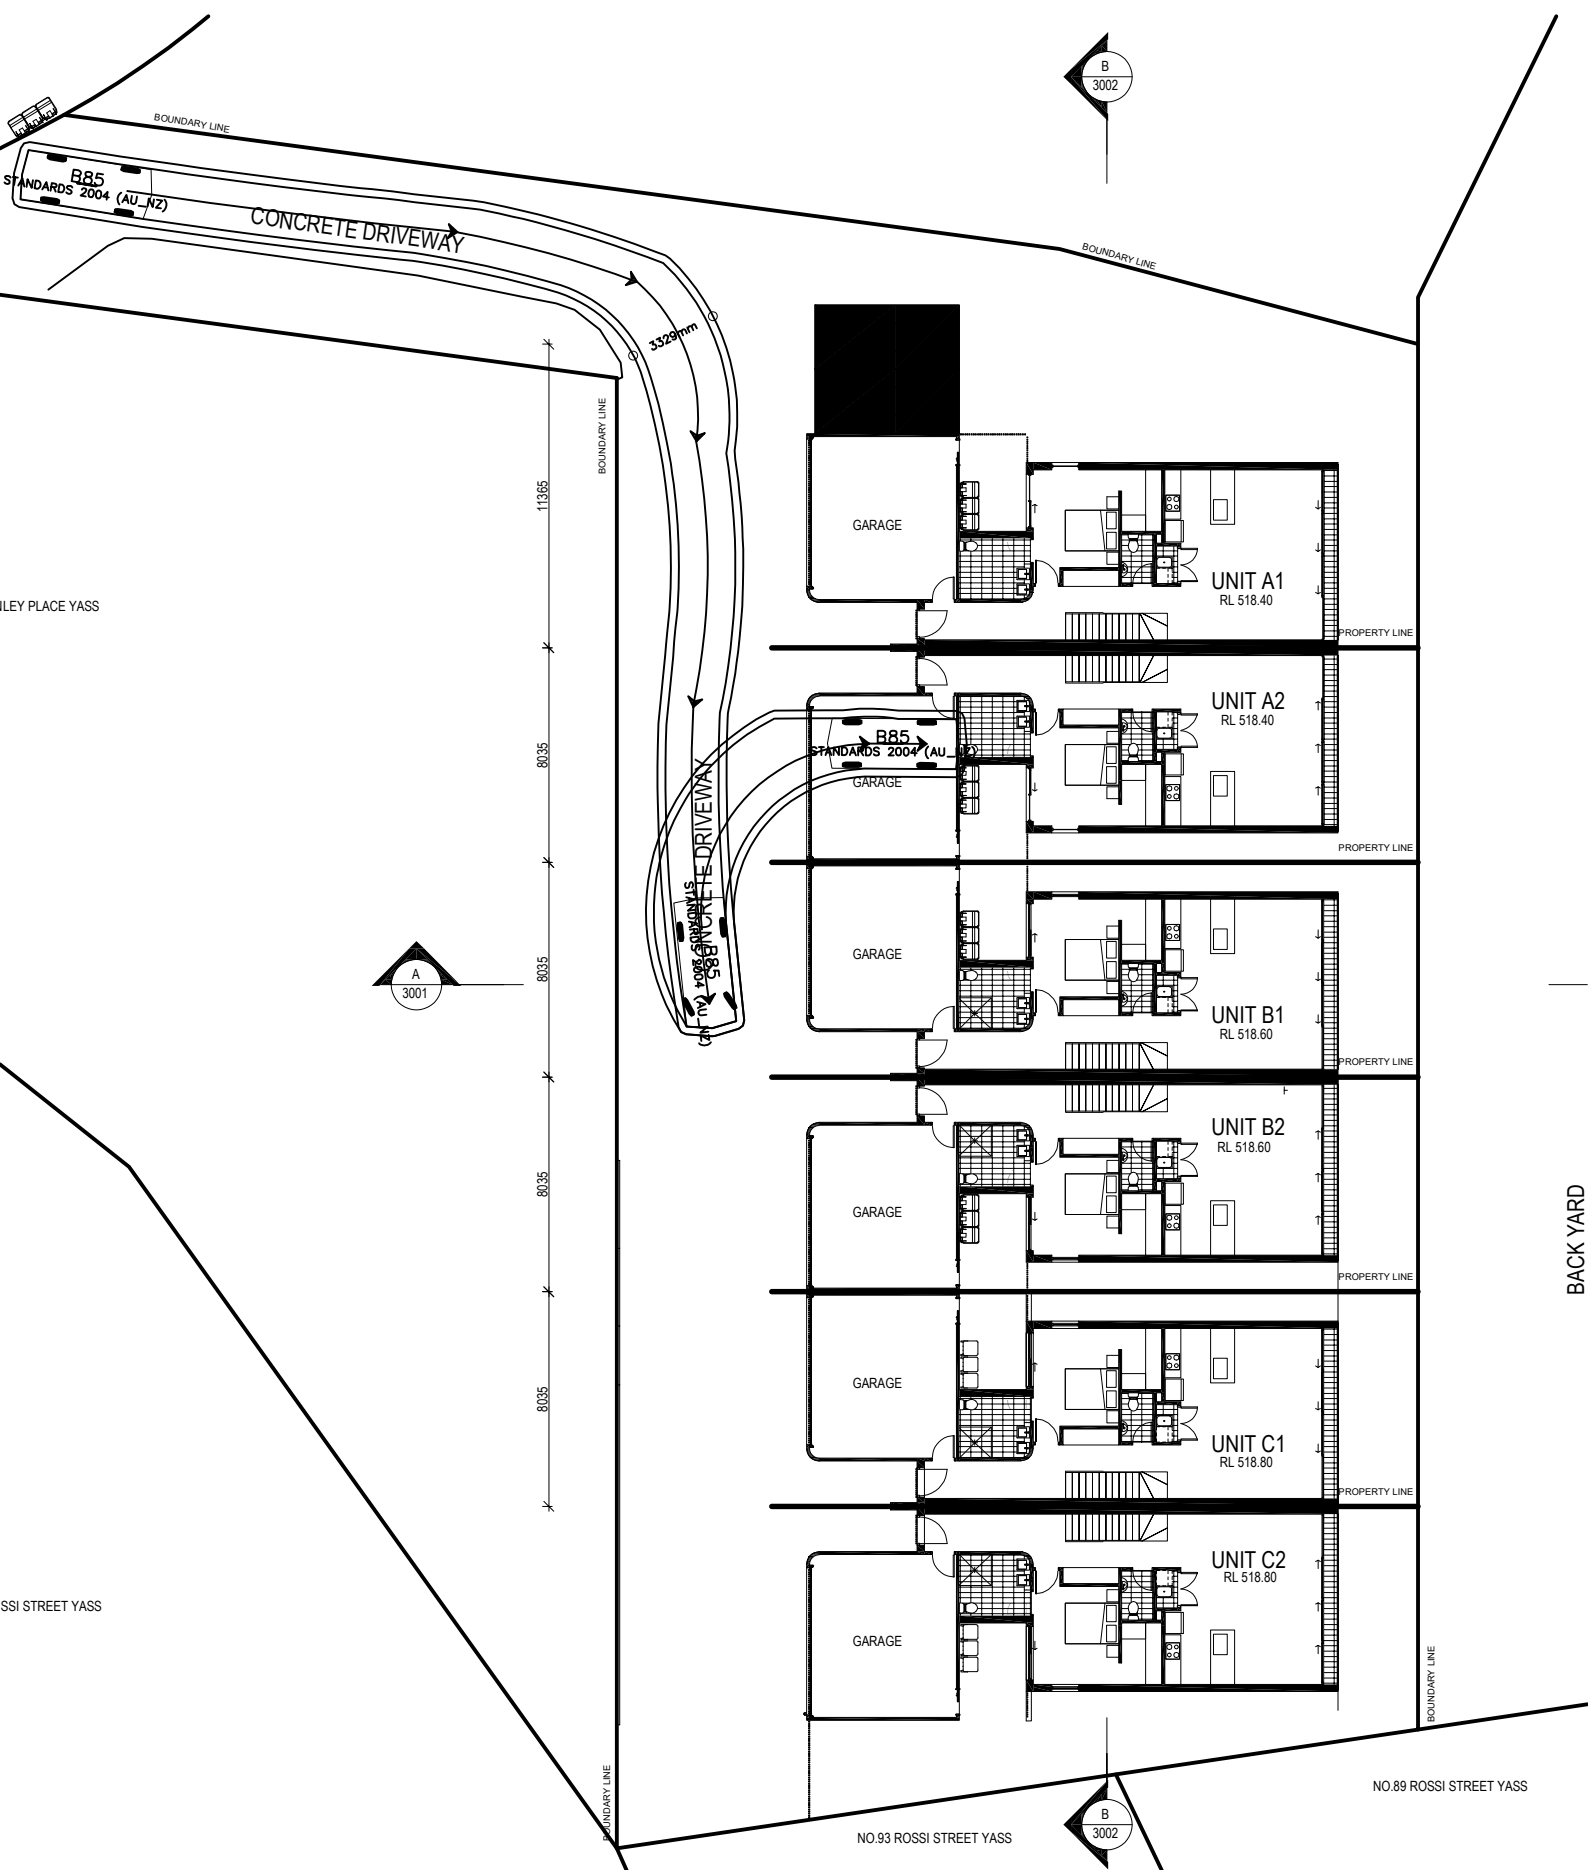 B
3002
BOUNDARY LINE
B85
STANDARDS 2004 (AU_NZ)
CONCRETE DRIVEWAY
BOUNDARY LINE
3329mm
BOUNDARY LINE
11365
GARAGE
UNIT A1
RL 518.40
PLACE YASS
PROPERTY LINE
UNIT A2
RL 518.40
B85
STANDARDS 2004 (AU_NZ)
GARAGE
8035
CONCRETE DRIVEWAY
PROPERTY LINE
B85
STANDARDS 2004 (AU_NZ)
GARAGE
8035
A
3001
UNIT B1
RL 518.60
PROPERTY LINE
UNIT B2
RL 518.60
8035
GARAGE
BACK YARD
PROPERTY LINE
GARAGE
8035
UNIT C1
RL 518.80
PROPERTY LINE
UNIT C2
RL 518.80
STREET YASS
GARAGE
BOUNDARY LINE
BOUNDARY LINE
NO.89 ROSSI STREET YASS
B
3002
NO.93 ROSSI STREET YASS